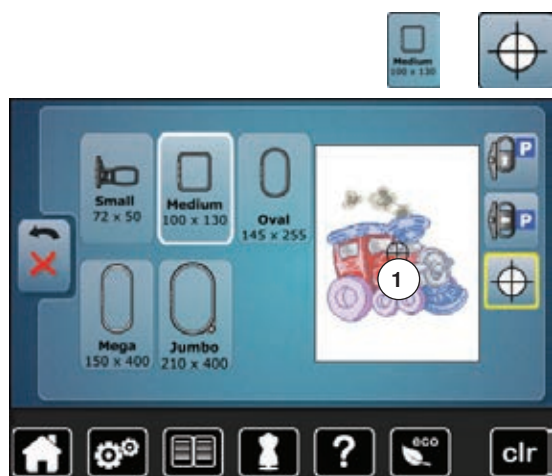 Medium
100 x 130
Small
72 x 50
Medium
100 x 130
Oval
145 x 255
P
P
1
Mega
150 x 400
Jumbo
210 x 400
?
eco
clr